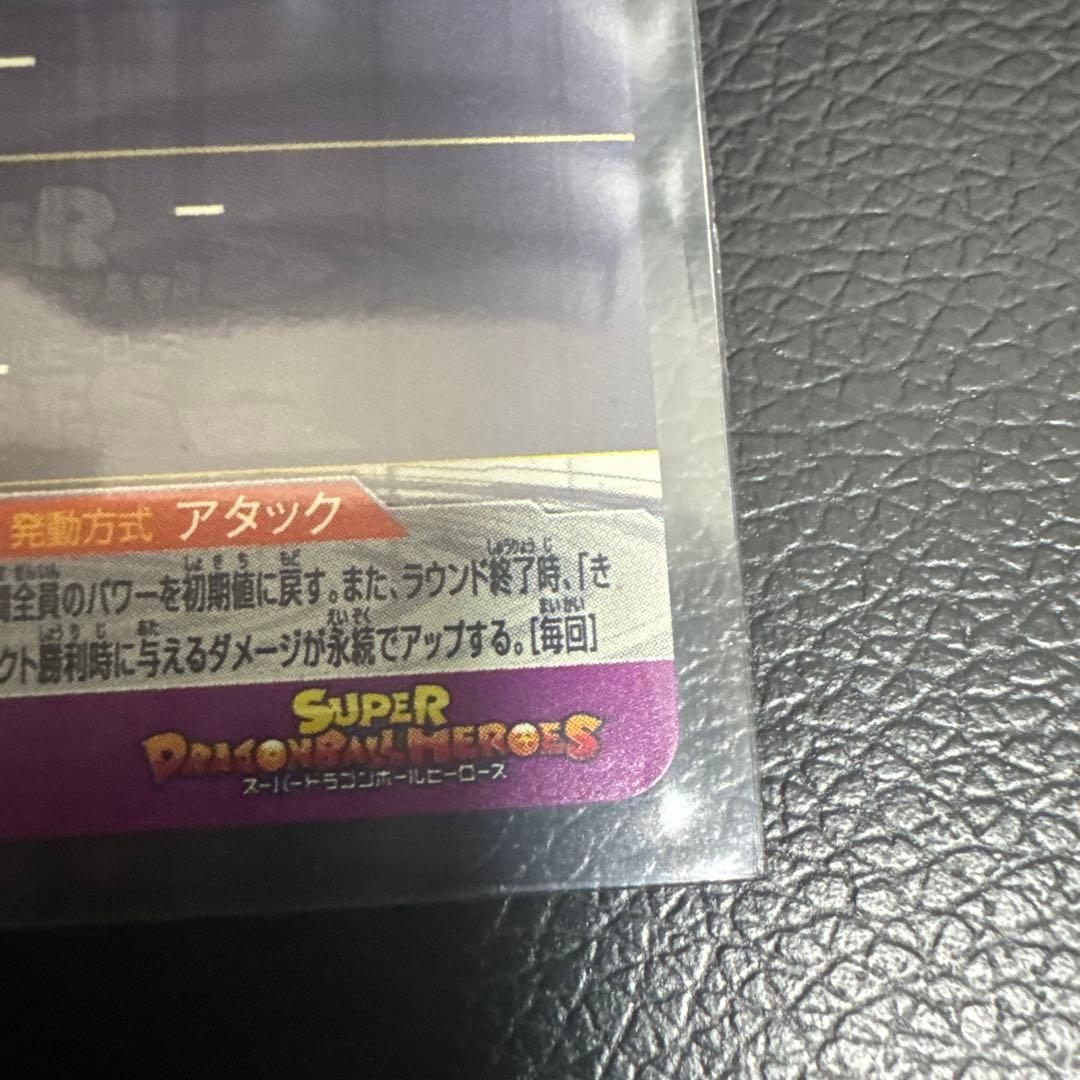 発動方式 アタック
全員のパワーを初期値に戻す。また、ラウンド終了時、「き
クト勝利時に与えるダメージが永続でアップする。[毎回]
SUPER
DRAGONBALL HEROES
スーパードラゴンボールヒーローズ